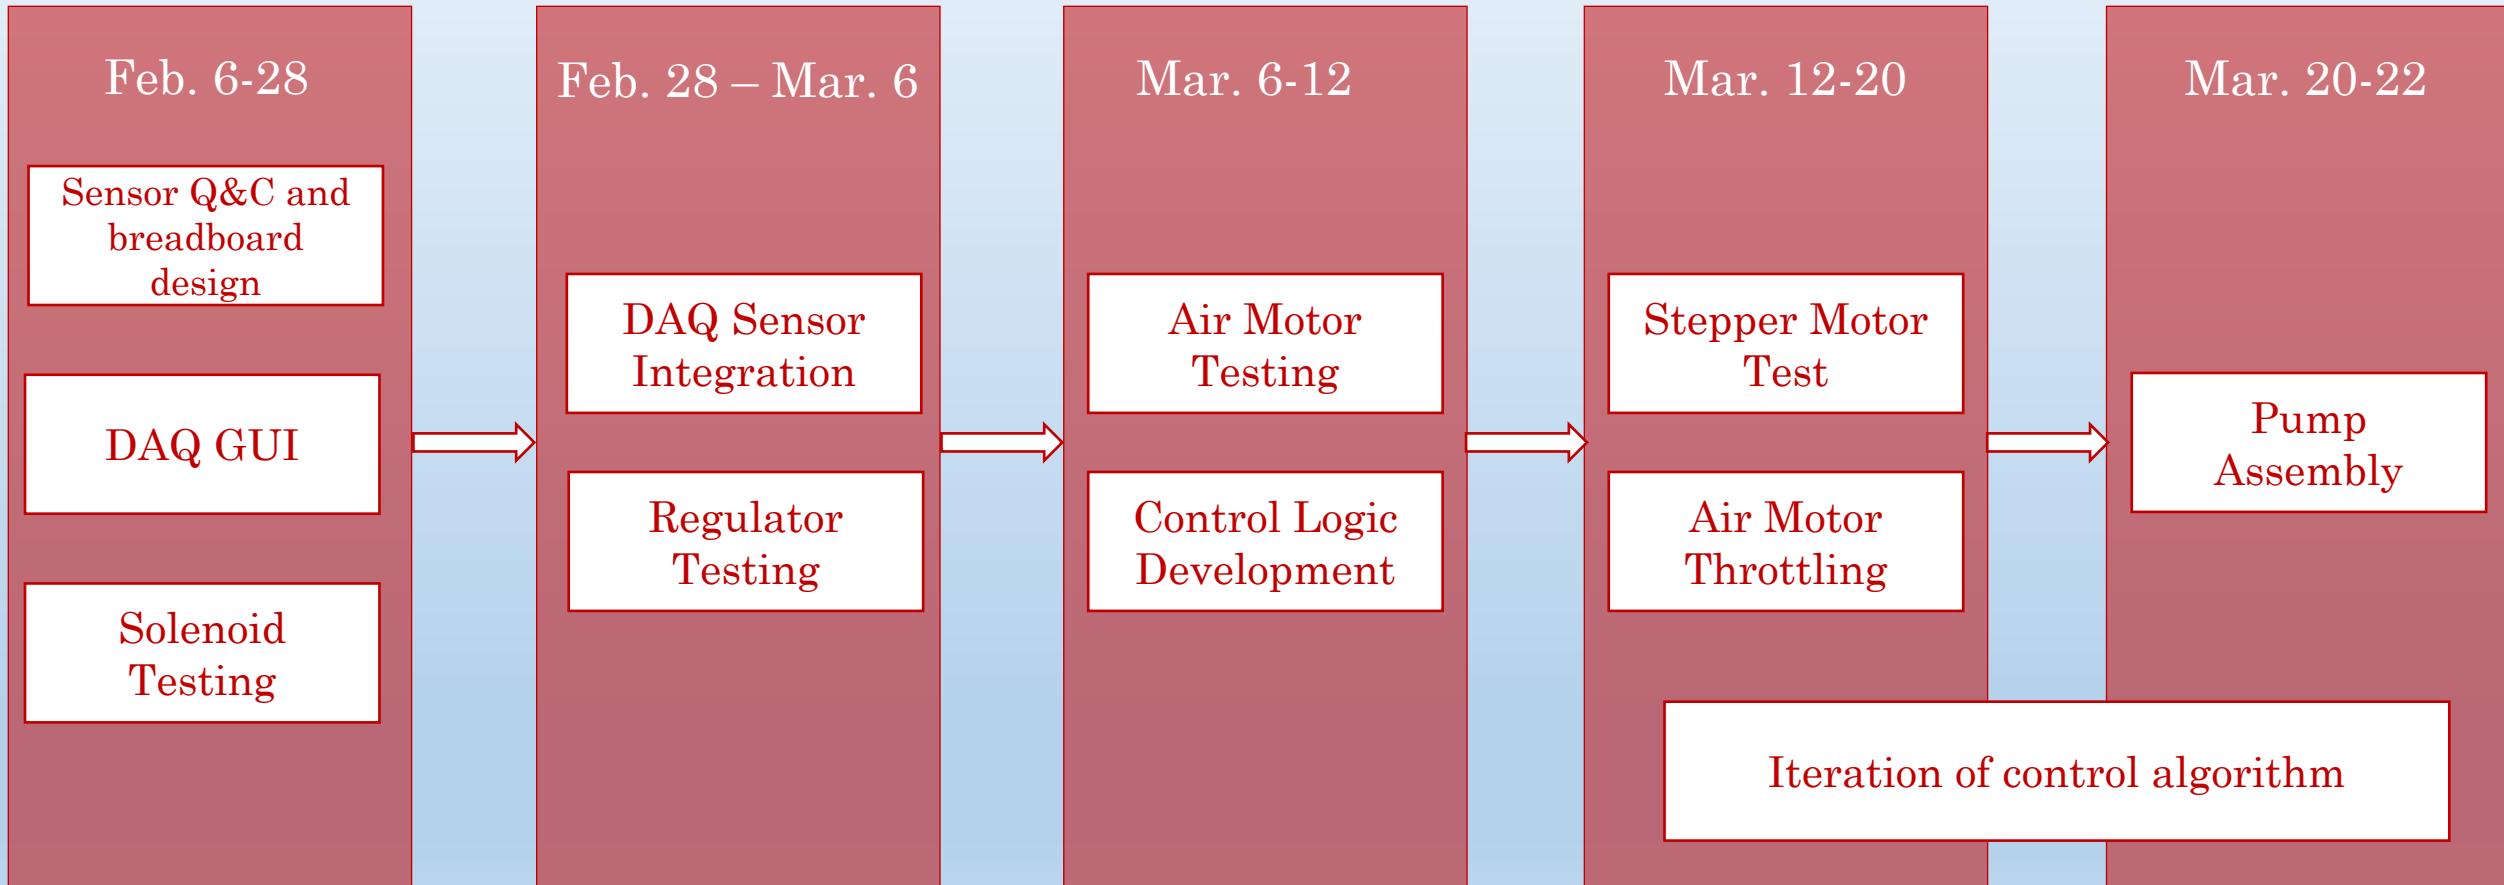 Feb. 6-28
Sensor Q&C and
breadboard
design
DAQ GUI
Solenoid
Testing
Feb. 28 – Mar. 6
DAQ Sensor
Integration
Regulator
Testing
Mar. 6-12
Air Motor
Testing
Control Logic
Development
Mar. 12-20
Stepper Motor
Test
Air Motor
Throttling
Mar. 20-22
Pump
Assembly
Iteration of control algorithm